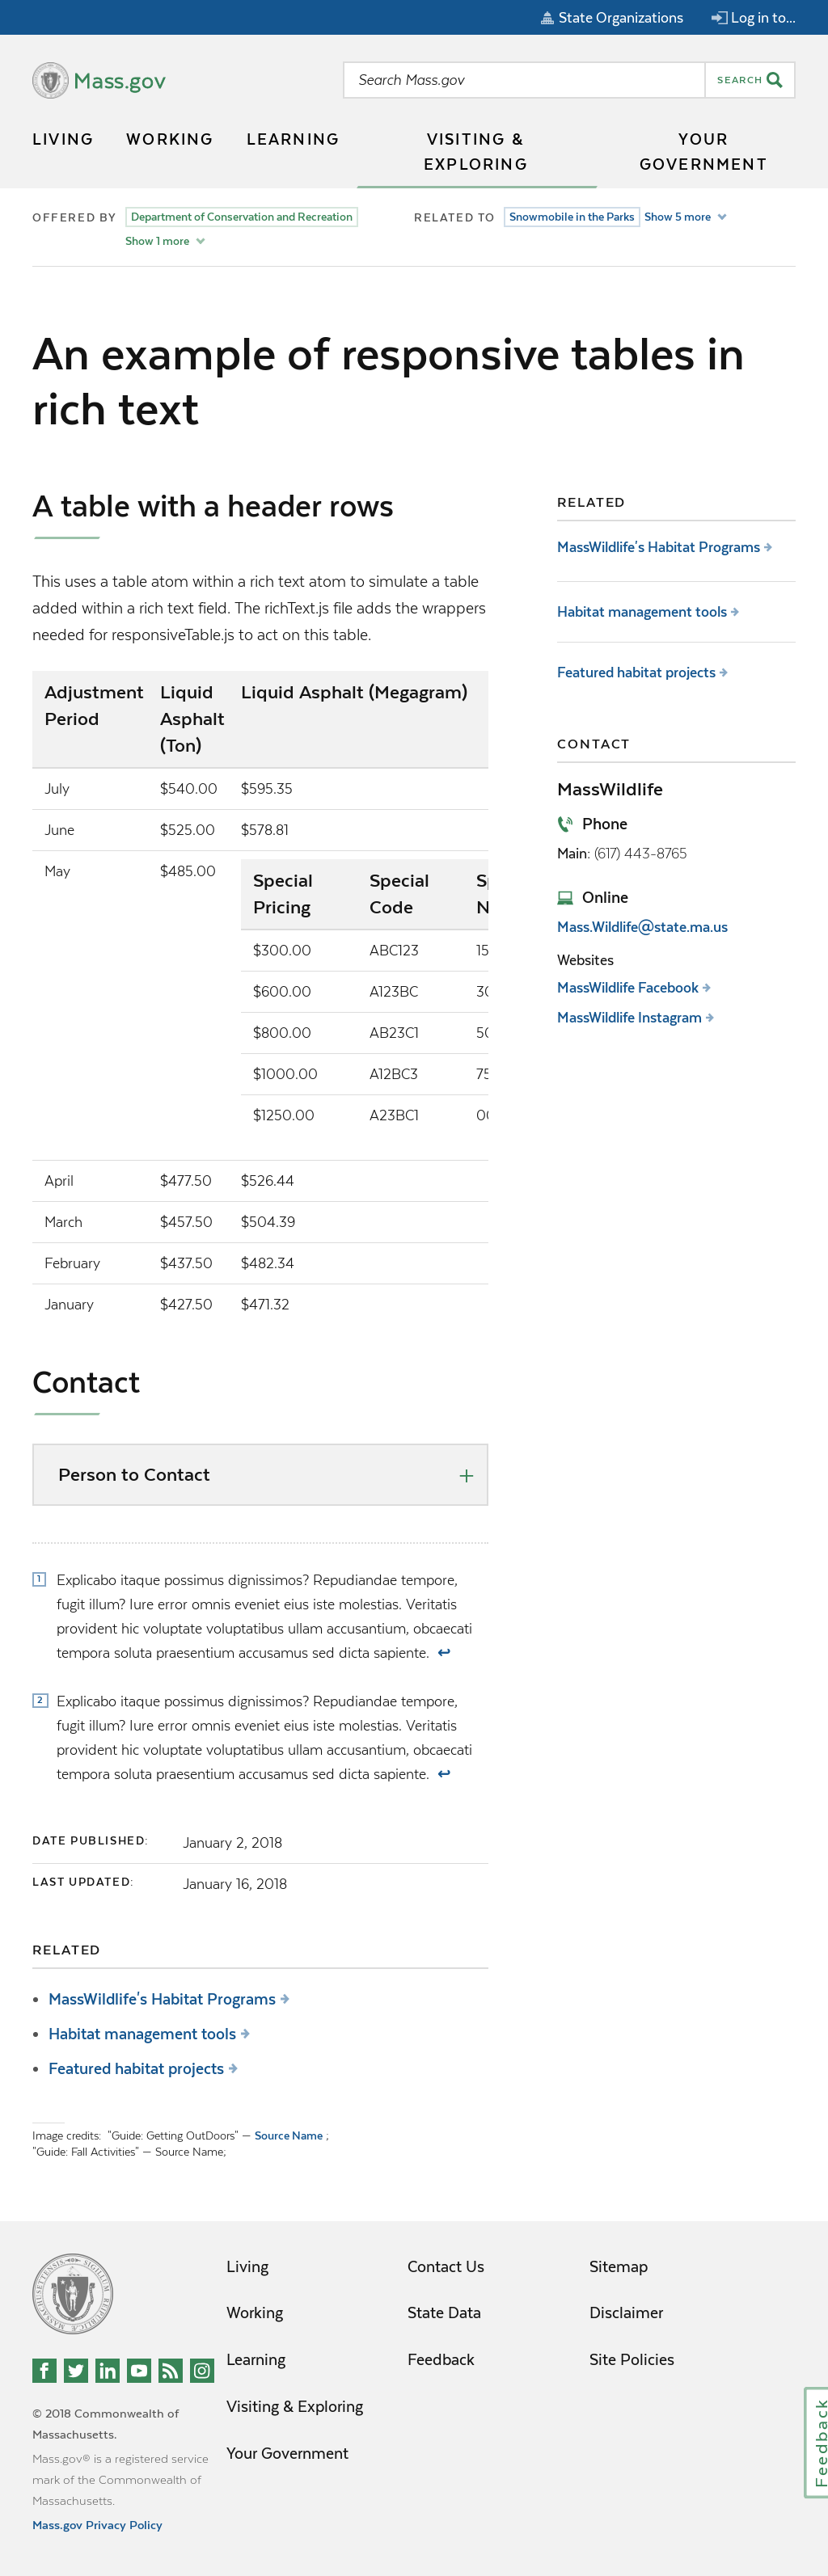 State Organizations
Log in to...
Mass.gov
Search Mass.gov
SEARCH
LIVING
WORKING
LEARNING
VISITING &
EXPLORING
YOUR
GOVERNMENT
OFFERED BY
Department of Conservation and Recreation
Show 1 more
RELATED TO
Snowmobile in the Parks
Show 5 more
An example of responsive tables in
rich text
A table with a header rows
This uses a table atom within a rich text atom to simulate a table
added within a rich text field. The richText.js file adds the wrappers
needed for responsiveTable.js to act on this table.
Adjustment Period
Liquid Asphalt (Ton)
Liquid Asphalt (Megagram)
July $540.00 $595.35
June $525.00 $578.81
May $485.00
Special Pricing
Special Code
$300.00 ABC123
$600.00 A123BC
$800.00 AB23C1
$1000.00 A12BC3
$1250.00 A23BC1
April $477.50 $526.44
March $457.50 $504.39
February $437.50 $482.34
January $427.50 $471.32
Contact
Person to Contact
1 Explicabo itaque possimus dignissimos? Repudiandae tempore,
fugit illum? Iure error omnis eveniet eius iste molestias. Veritatis
provident hic voluptate voluptatibus ullam accusantium, obcaecati
tempora soluta praesentium accusamus sed dicta sapiente. ↩
2 Explicabo itaque possimus dignissimos? Repudiandae tempore,
fugit illum? Iure error omnis eveniet eius iste molestias. Veritatis
provident hic voluptate voluptatibus ullam accusantium, obcaecati
tempora soluta praesentium accusamus sed dicta sapiente. ↩
DATE PUBLISHED: January 2, 2018
LAST UPDATED: January 16, 2018
RELATED
MassWildlife's Habitat Programs
Habitat management tools
Featured habitat projects
Image credits: "Guide: Getting OutDoors" — Source Name ;
"Guide: Fall Activities" — Source Name;
RELATED
MassWildlife's Habitat Programs
Habitat management tools
Featured habitat projects
CONTACT
MassWildlife
Phone
Main: (617) 443-8765
Online
Mass.Wildlife@state.ma.us
Websites
MassWildlife Facebook
MassWildlife Instagram
© 2018 Commonwealth of
Massachusetts.
Mass.gov® is a registered service
mark of the Commonwealth of
Massachusetts.
Mass.gov Privacy Policy
Living
Working
Learning
Visiting & Exploring
Your Government
Contact Us
State Data
Feedback
Sitemap
Disclaimer
Site Policies
Feedback